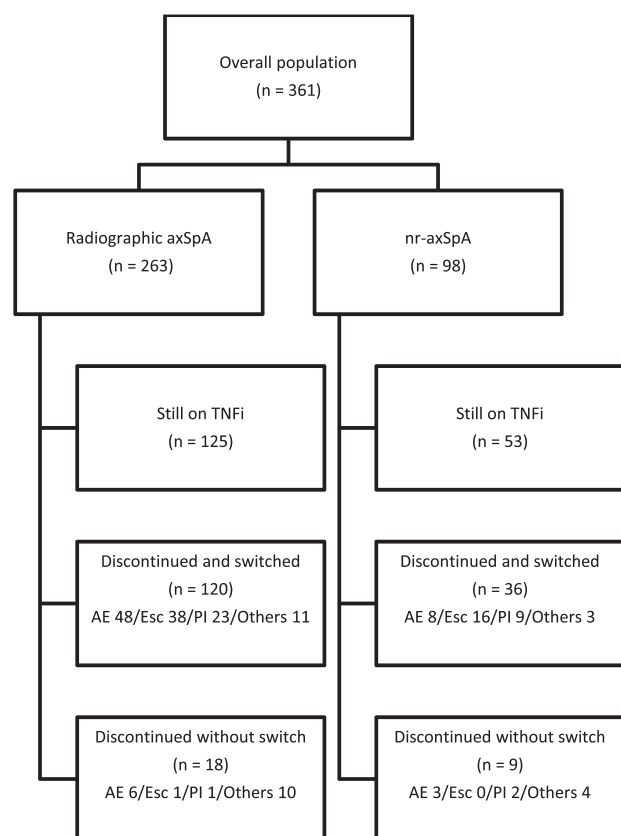 Overall population
(n = 361)
Radiographic axSpA
(n = 263)
nr-axSpA
(n = 98)
Still on TNFi
(n = 125)
Still on TNFi
(n = 53)
Discontinued and switched
(n = 120)
AE 48/Esc 38/PI 23/Others 11
Discontinued and switched
(n = 36)
AE 8/Esc 16/PI 9/Others 3
Discontinued without switch
(n = 18)
AE 6/Esc 1/PI 1/Others 10
Discontinued without switch
(n = 9)
AE 3/Esc 0/PI 2/Others 4